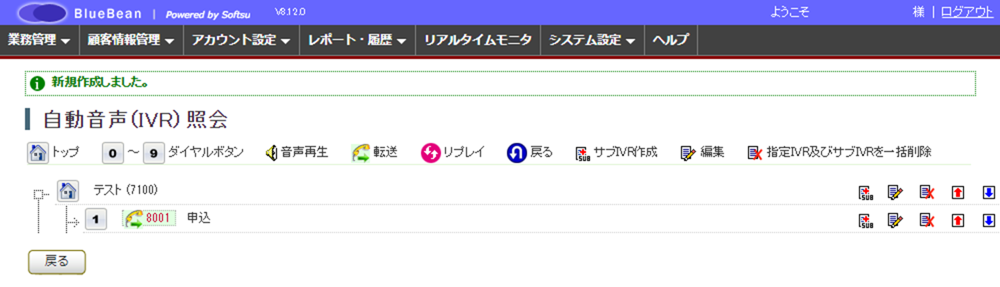 BlueBean | Powered by Softsu V8.12.0 ようこそ 様 | ログアウト
業務管理 顧客情報管理 アカウント設定 レポート・履歴 リアルタイムモニタ システム設定 ヘルプ
新規作成しました。
自動音声(IVR) 照会
トップ 0 ～ 9 ダイヤルボタン 音声再生 転送 リプレイ 戻る SUB サブIVR作成 編集 指定IVR及びサブIVRを一括削除
テスト (7100) SUB
1 8001 申込 SUB
戻る